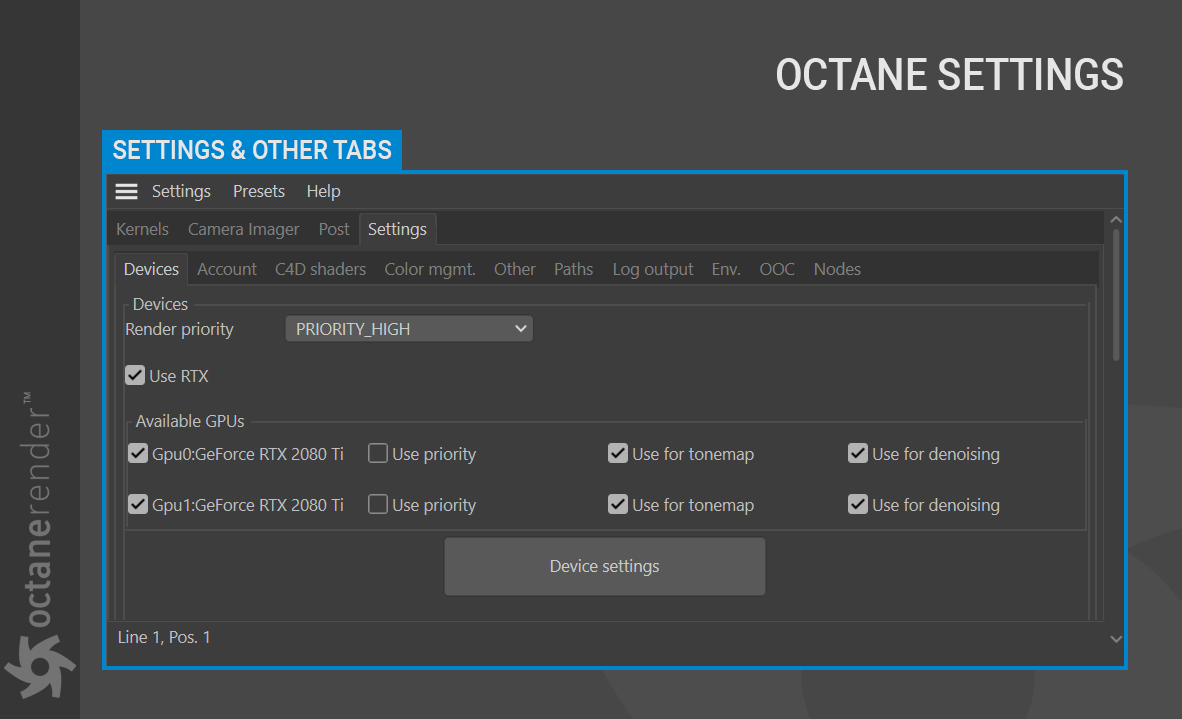 OCTANE SETTINGS
SETTINGS & OTHER TABS
Settings Presets Help
Kernels Camera Imager Post Settings
Devices Account C4D shaders Color mgmt. Other Paths Log output Env. OOC Nodes
Devices
Render priority PRIORITY_HIGH
Use RTX
Available GPUs
Gpu0:GeForce RTX 2080 Ti Use priority Use for tonemap Use for denoising
Gpu1:GeForce RTX 2080 Ti Use priority Use for tonemap Use for denoising
Device settings
Line 1, Pos. 1
octanerender™